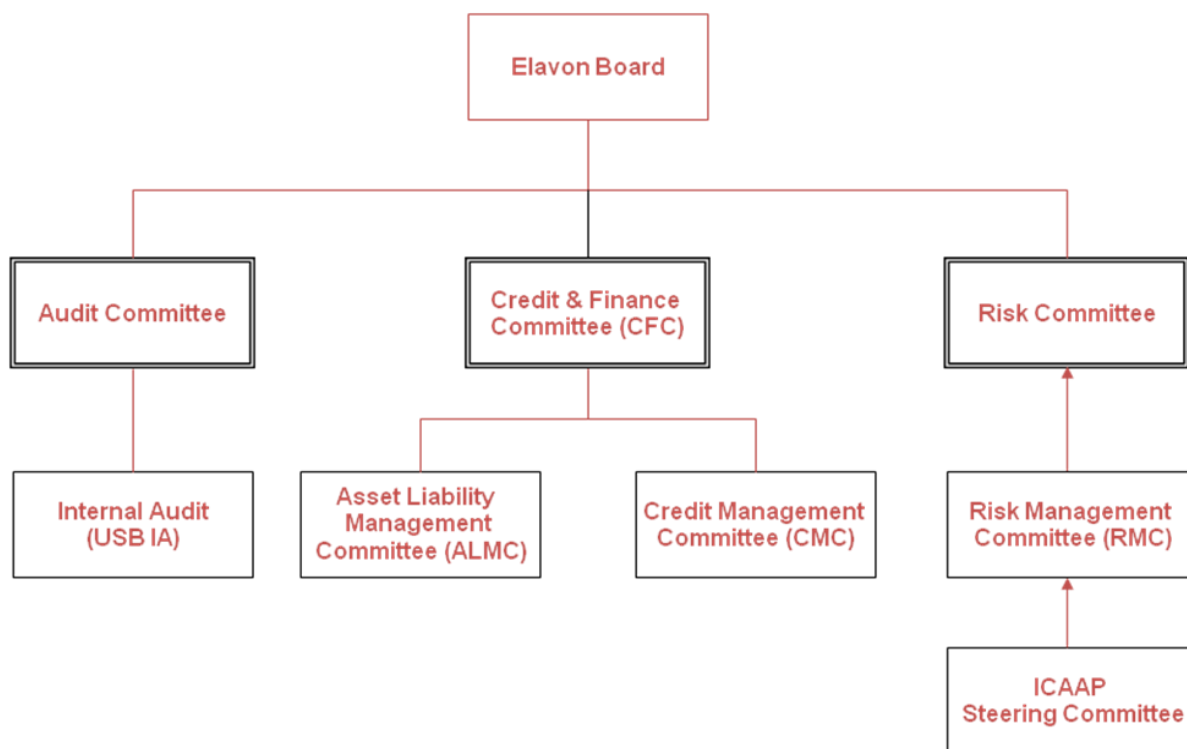 Elavon Board
Audit Committee
Credit & Finance
Committee (CFC)
Risk Committee
Internal Audit
(USB IA)
Asset Liability
Management
Committee (ALMC)
Credit Management
Committee (CMC)
Risk Management
Committee (RMC)
ICAAP
Steering Committee